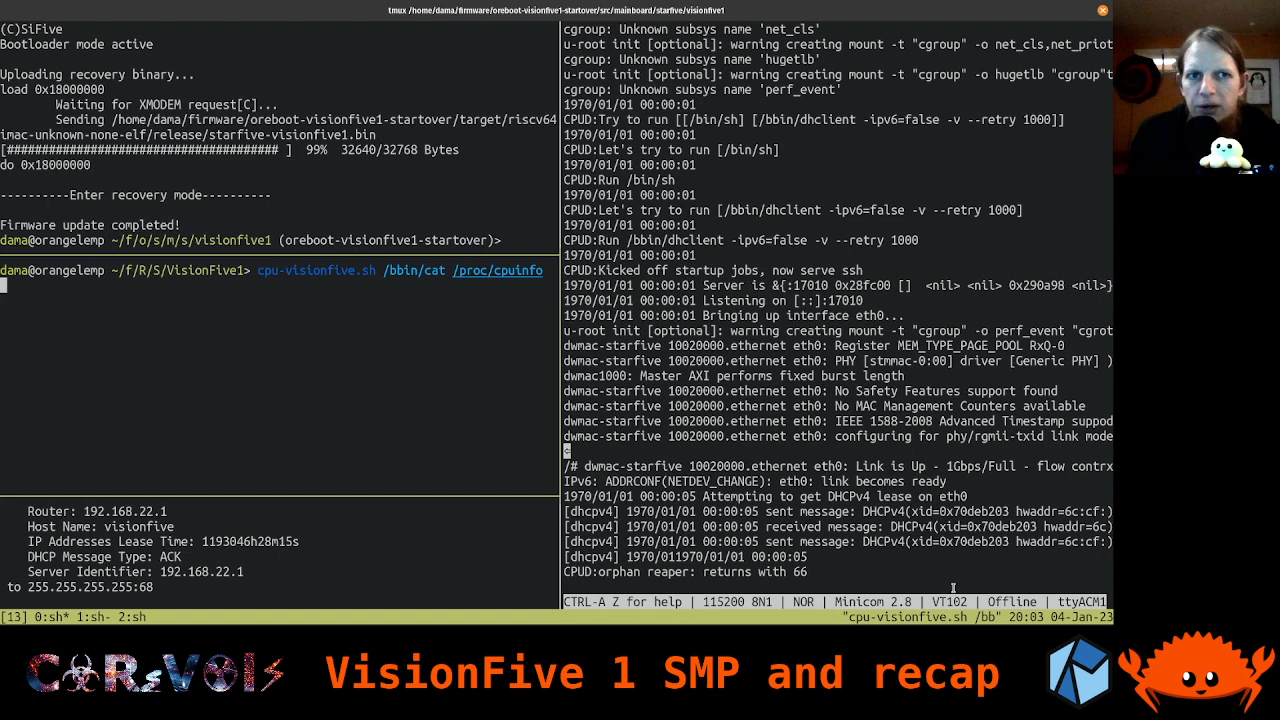 tmux /home/dama/firmware/oreboot-visionfive1-startover/src/mainboard/starfive/visionfive1
(C)SiFive
Bootloader mode active
Uploading recovery binary...
load 0x18000000
Waiting for XMODEM request[C]...
Sending /home/dama/firmware/oreboot-visionfive1-startover/target/riscv64
imac-unknown-none-elf/release/starfive-visionfive1.bin
[####################################### ] 99% 32640/32768 Bytes
do 0x18000000
----------Enter recovery mode----------
Firmware update completed!
dama@orangelemp ~/f/o/s/m/s/visionfive1 (oreboot-visionfive1-startover)>
dama@orangelemp ~/f/R/S/VisionFive1> cpu-visionfive.sh /bbin/cat /proc/cpuinfo
Router: 192.168.22.1
Host Name: visionfive
IP Addresses Lease Time: 1193046h28m15s
DHCP Message Type: ACK
Server Identifier: 192.168.22.1
to 255.255.255.255:68
cgroup: Unknown subsys name 'net_cls'
u-root init [optional]: warning creating mount -t "cgroup" -o net_cls,net_priot
cgroup: Unknown subsys name 'hugetlb'
u-root init [optional]: warning creating mount -t "cgroup" -o hugetlb "cgroup"t
cgroup: Unknown subsys name 'perf_event'
1970/01/01 00:00:01
CPUD:Try to run [[/bin/sh] [/bbin/dhclient -ipv6=false -v --retry 1000]]
1970/01/01 00:00:01
CPUD:Let's try to run [/bin/sh]
1970/01/01 00:00:01
CPUD:Run /bin/sh
1970/01/01 00:00:01
CPUD:Let's try to run [/bbin/dhclient -ipv6=false -v --retry 1000]
1970/01/01 00:00:01
CPUD:Run /bbin/dhclient -ipv6=false -v --retry 1000
1970/01/01 00:00:01
CPUD:Kicked off startup jobs, now serve ssh
1970/01/01 00:00:01 Server is &{:17010 0x28fc00 [] <nil> <nil> 0x290a98 <nil>}
1970/01/01 00:00:01 Listening on [::]:17010
1970/01/01 00:00:01 Bringing up interface eth0...
u-root init [optional]: warning creating mount -t "cgroup" -o perf_event "cgrot
dwmac-starfive 10020000.ethernet eth0: Register MEM_TYPE_PAGE_POOL RxQ-0
dwmac-starfive 10020000.ethernet eth0: PHY [stmmac-0:00] driver [Generic PHY] )
dwmac1000: Master AXI performs fixed burst length
dwmac-starfive 10020000.ethernet eth0: No Safety Features support found
dwmac-starfive 10020000.ethernet eth0: No MAC Management Counters available
dwmac-starfive 10020000.ethernet eth0: IEEE 1588-2008 Advanced Timestamp suppod
dwmac-starfive 10020000.ethernet eth0: configuring for phy/rgmii-txid link mode
/# dwmac-starfive 10020000.ethernet eth0: Link is Up - 1Gbps/Full - flow contrx
IPv6: ADDRCONF(NETDEV_CHANGE): eth0: link becomes ready
1970/01/01 00:00:05 Attempting to get DHCPv4 lease on eth0
[dhcpv4] 1970/01/01 00:00:05 sent message: DHCPv4(xid=0x70deb203 hwaddr=6c:cf:)
[dhcpv4] 1970/01/01 00:00:05 received message: DHCPv4(xid=0x70deb203 hwaddr=6c)
[dhcpv4] 1970/01/01 00:00:05 sent message: DHCPv4(xid=0x70deb203 hwaddr=6c:cf:)
[dhcpv4] 1970/011970/01/01 00:00:05
CPUD:orphan reaper: returns with 66
CTRL-A Z for help | 115200 8N1 | NOR | Minicom 2.8 | VT102 | Offline | ttyACM1
[13] 0:sh* 1:sh- 2:sh "cpu-visionfive.sh /bb" 20:03 04-Jan-23
VisionFive 1 SMP and recap